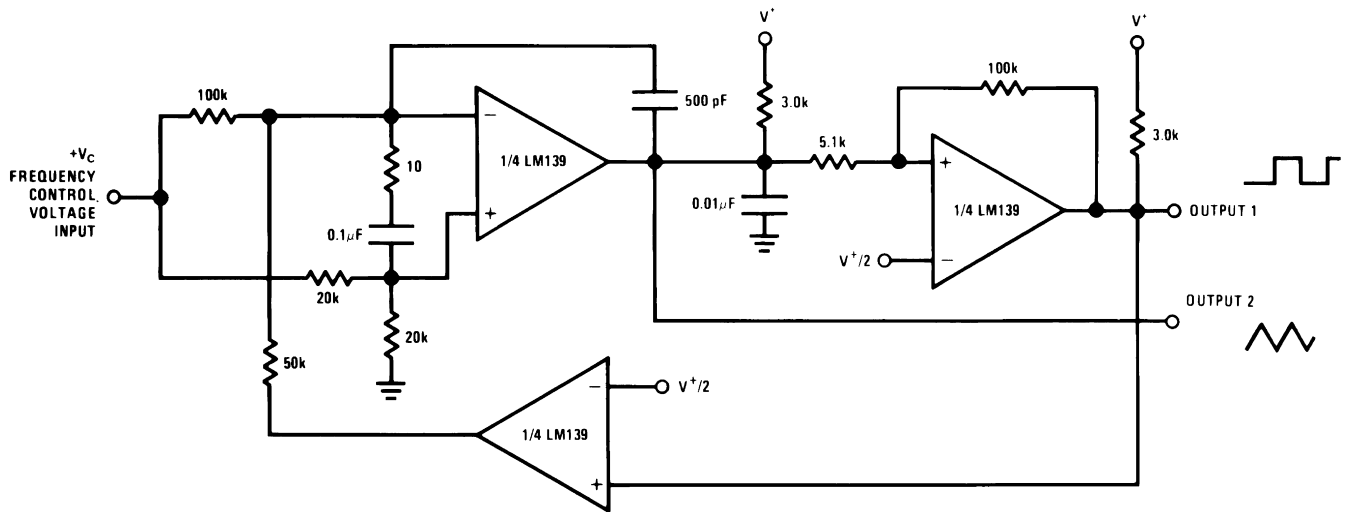 V+
V+
100k
100k
500 pF
3.0k
3.0k
5.1k
+VC
FREQUENCY
CONTROL.
VOLTAGE
INPUT
−
1/4 LM139
+
10
0.1μF
0.01μF
+
1/4 LM139
−
V+/2
OUTPUT 1
20k
20k
OUTPUT 2
50k
−
V+/2
1/4 LM139
+